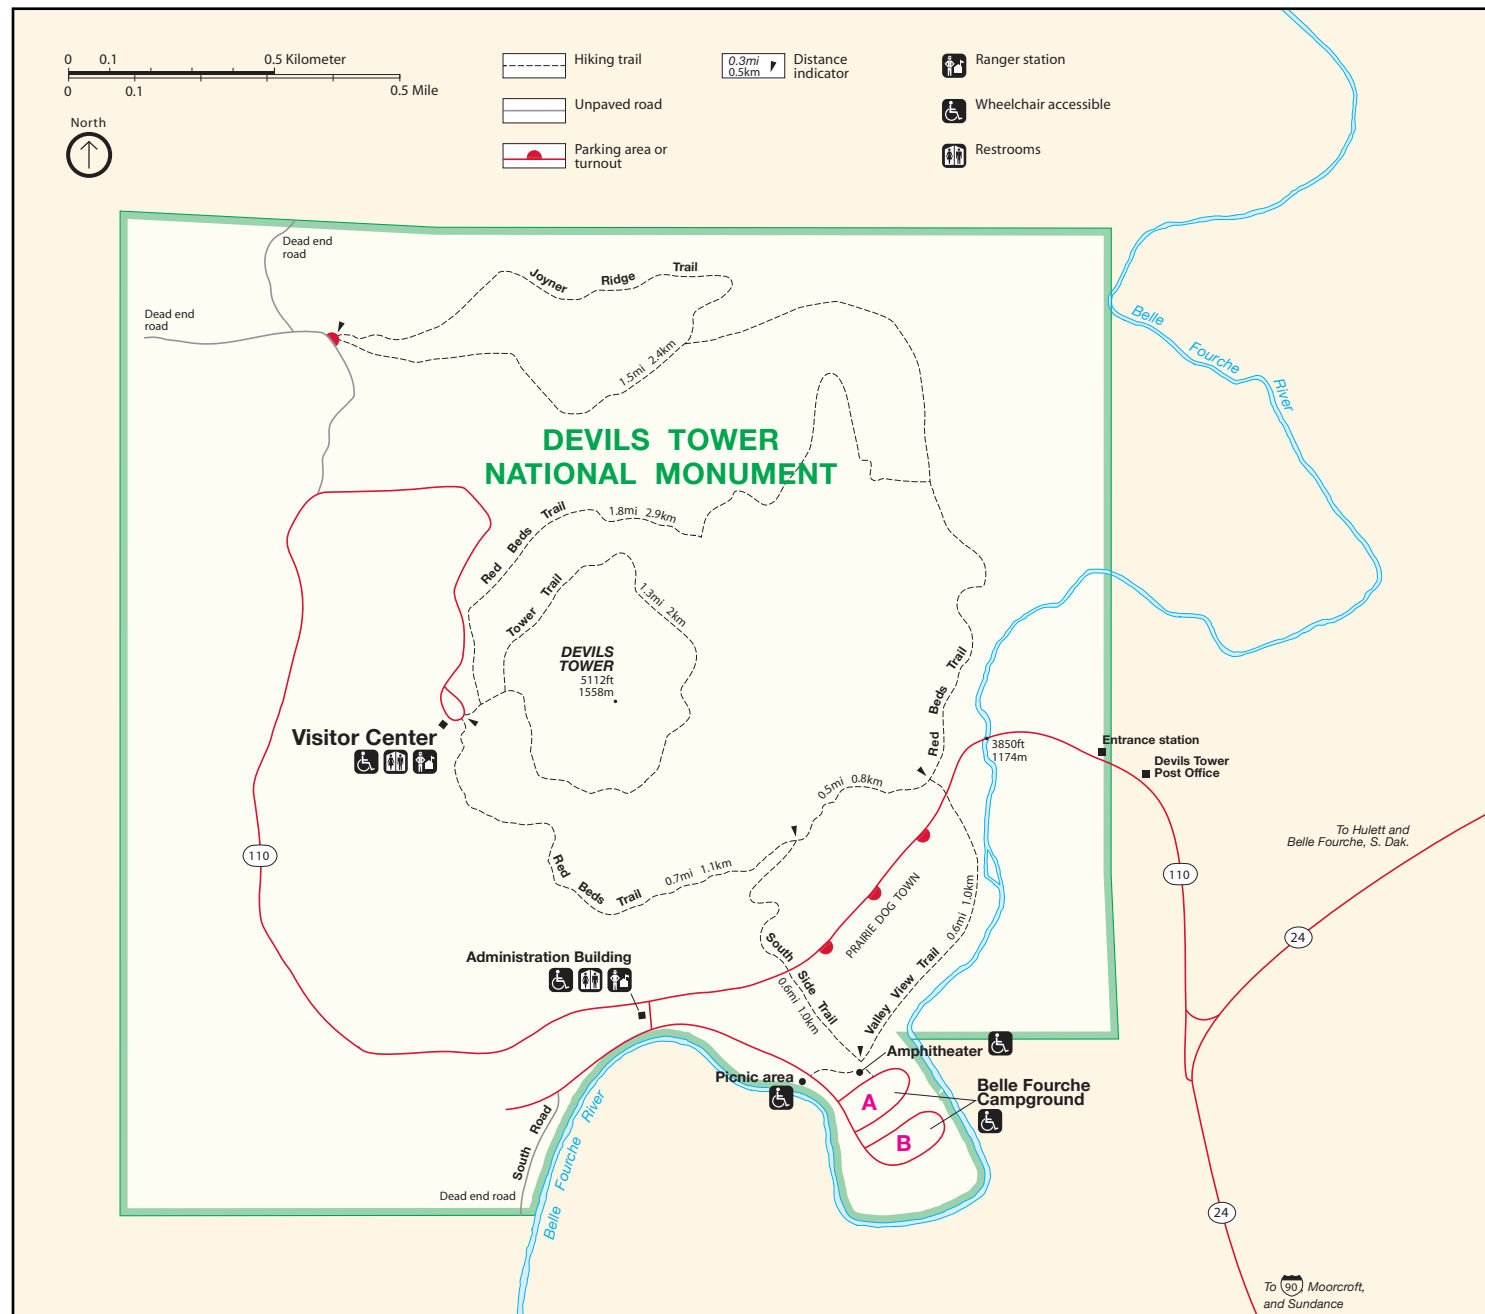 0 0.1 0.5 Kilometer
0 0.1 0.5 Mile
North
Hiking trail
Unpaved road
Parking area or
turnout
0.3mi
0.5km
Distance
indicator
Ranger station
Wheelchair accessible
Restrooms
Dead end
road
Dead end
road
Joyner Ridge Trail
1.5mi 2.4km
Belle
Fourche
River
DEVILS TOWER
NATIONAL MONUMENT
Red Beds Trail
1.8mi 2.9km
Tower Trail
1.3mi 2km
DEVILS
TOWER
5112ft
1558m
Red Beds Trail
Visitor Center
3850ft
1174m
Entrance station
Devils Tower
Post Office
0.5mi 0.8km
To Hulett and
Belle Fourche, S. Dak.
110
110
Red Beds Trail
0.7mi 1.1km
PRAIRIE DOG TOWN
0.6mi 1.0km
24
South Side Trail
0.6mi 1.0km
Valley View Trail
Administration Building
Amphitheater
Picnic area
Belle Fourche
Campground
A
B
South Road
Belle Fourche River
Dead end road
24
To 90, Moorcroft,
and Sundance